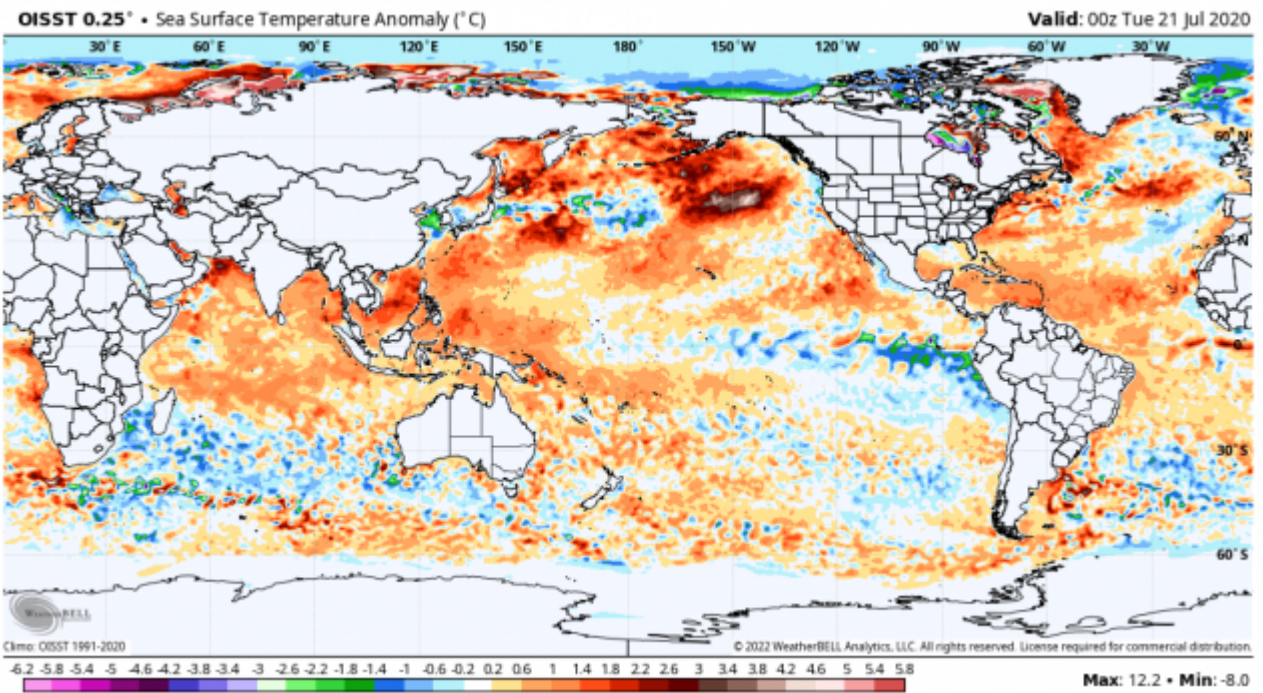 OISST 0.25° • Sea Surface Temperature Anomaly (°C)
Valid: 00z Tue 21 Jul 2020
30°E 60°E 90°E 120°E 150°E 180° 150°W 120°W 90°W 60°W 30°W
60°N
30°N
0°
30°S
60°S
WeatherBELL
Climo: OISST 1991-2020
© 2022 WeatherBELL Analytics, LLC. All rights reserved. License required for commercial distribution.
-6.2 -5.8 -5.4 -5 -4.6 -4.2 -3.8 -3.4 -3 -2.6 -2.2 -1.8 -1.4 -1 -0.6 -0.2 0.2 0.6 1 1.4 1.8 2.2 2.6 3 3.4 3.8 4.2 4.6 5 5.4 5.8
Max: 12.2 • Min: -8.0